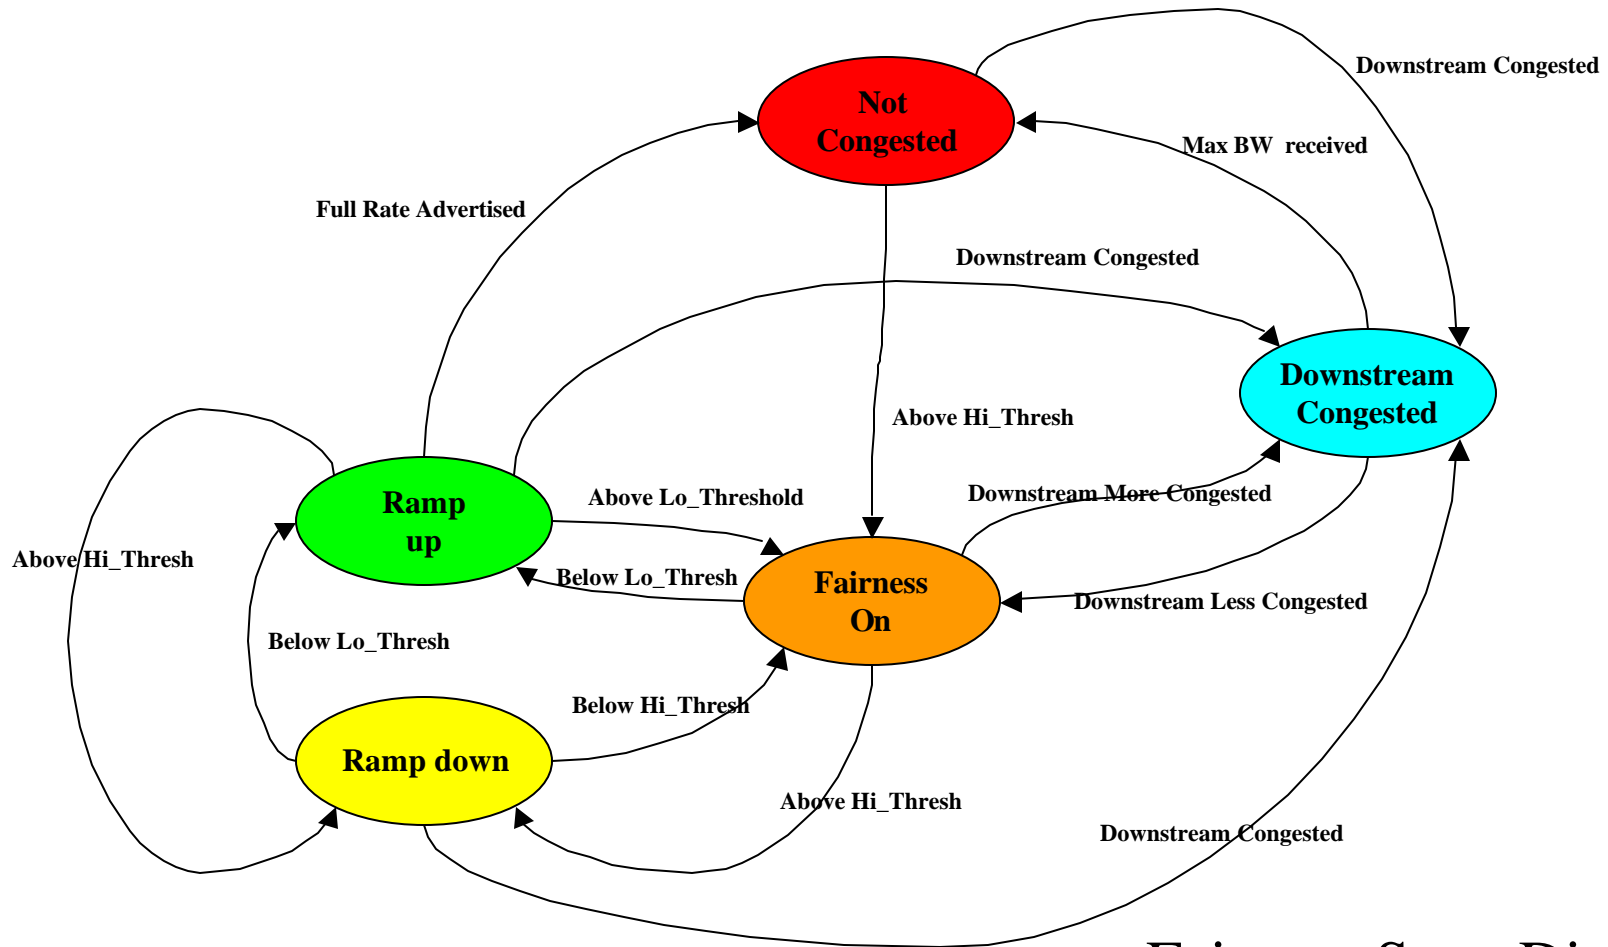 Downstream Congested
Not
Congested
Max BW received
Full Rate Advertised
Downstream Congested
Downstream
Congested
Above Hi_Thresh
Ramp
up
Above Lo_Threshold
Downstream More Congested
Above Hi_Thresh
Below Lo_Thresh
Fairness
On
Downstream Less Congested
Below Lo_Thresh
Below Hi_Thresh
Ramp down
Above Hi_Thresh
Downstream Congested